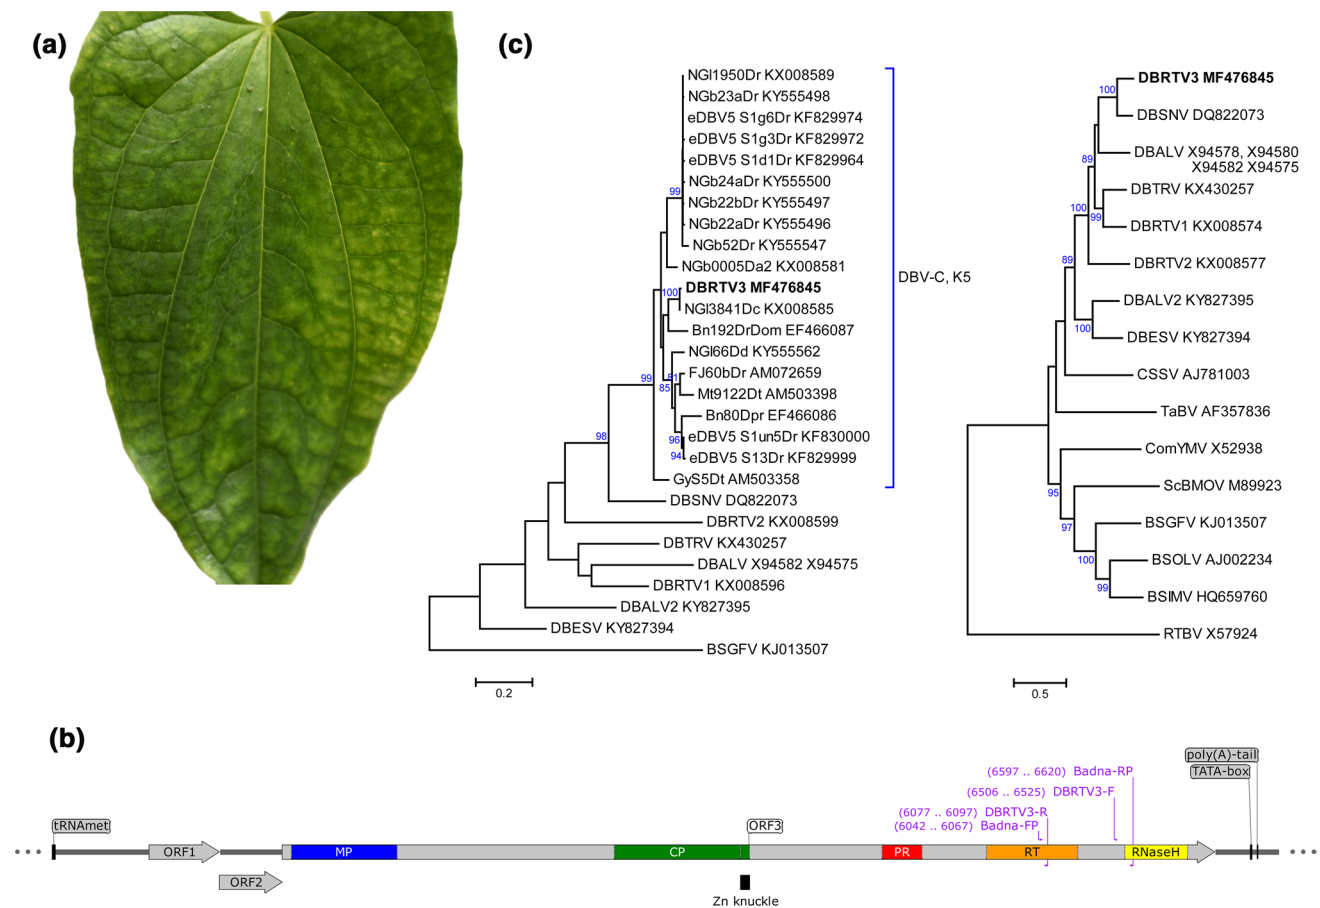 (a)
(c)
NGl1950Dr KX008589
NGb23aDr KY555498
eDBV5 S1g6Dr KF829974
eDBV5 S1g3Dr KF829972
eDBV5 S1d1Dr KF829964
NGb24aDr KY555500
NGb22bDr KY555497
99
NGb22aDr KY555496
NGb52Dr KY555547
NGb0005Da2 KX008581
DBRTV3 MF476845
100
NGl3841Dc KX008585
Bn192DrDom EF466087
NGl66Dd KY555562
FJ60bDr AM072659
81
99
85
Mt9122Dt AM503398
Bn80Dpr EF466086
eDBV5 S1un5Dr KF830000
96
98
eDBV5 S13Dr KF829999
94
GyS5Dt AM503358
DBSNV DQ822073
DBRTV2 KX008599
DBTRV KX430257
DBALV X94582 X94575
DBRTV1 KX008596
DBALV2 KY827395
DBESV KY827394
BSGFV KJ013507
0.2
DBV-C, K5
DBRTV3 MF476845
100
DBSNV DQ822073
DBALV X94578, X94580
X94582 X94575
89
DBTRV KX430257
100
99
DBRTV1 KX008574
DBRTV2 KX008577
89
DBALV2 KY827395
100
DBESV KY827394
CSSV AJ781003
TaBV AF357836
ComYMV X52938
ScBMOV M89923
95
BSGFV KJ013507
97
BSOLV AJ002234
100
99
BSIMV HQ659760
RTBV X57924
0.5
(b)
poly(A)-tail
TATA-box
(6597 .. 6620) Badna-RP
(6506 .. 6525) DBRTV3-F
(6077 .. 6097) DBRTV3-R
(6042 .. 6067) Badna-FP
tRNAmet
ORF3
ORF1
MP
CP
PR
RT
RNaseH
ORF2
Zn knuckle